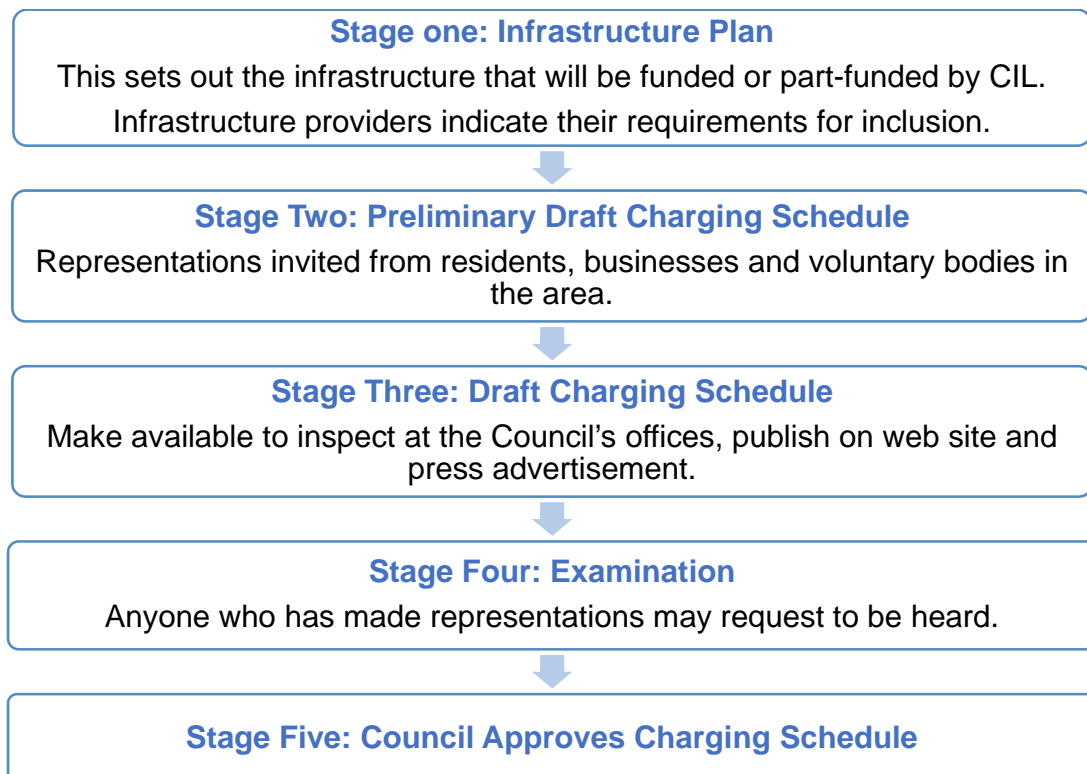 Stage one: Infrastructure Plan
This sets out the infrastructure that will be funded or part-funded by CIL.
Infrastructure providers indicate their requirements for inclusion.
Stage Two: Preliminary Draft Charging Schedule
Representations invited from residents, businesses and voluntary bodies in
the area.
Stage Three: Draft Charging Schedule
Make available to inspect at the Council's offices, publish on web site and
press advertisement.
Stage Four: Examination
Anyone who has made representations may request to be heard.
Stage Five: Council Approves Charging Schedule